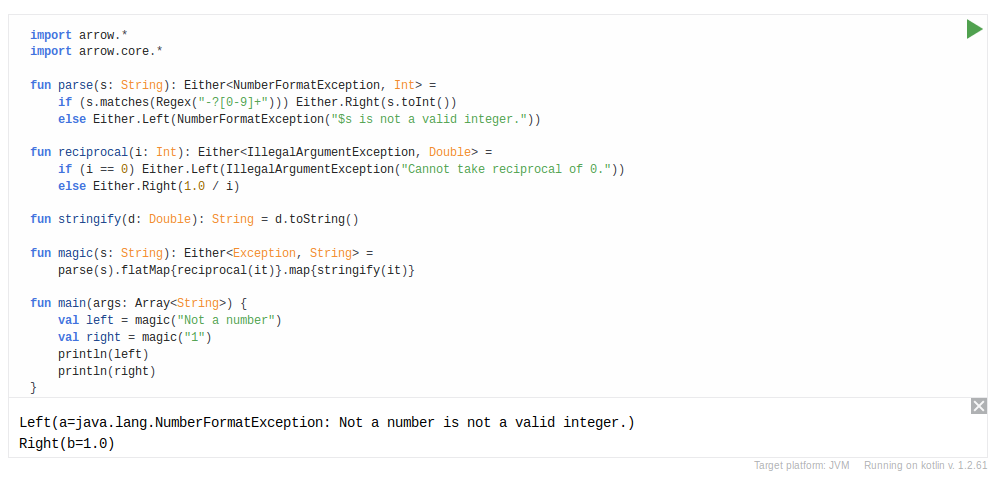 import arrow.*
import arrow.core.*
fun parse(s: String): Either<NumberFormatException, Int> =
    if (s.matches(Regex("-?[0-9]+"))) Either.Right(s.toInt())
    else Either.Left(NumberFormatException("$s is not a valid integer."))
fun reciprocal(i: Int): Either<IllegalArgumentException, Double> =
    if (i == 0) Either.Left(IllegalArgumentException("Cannot take reciprocal of 0."))
    else Either.Right(1.0 / i)
fun stringify(d: Double): String = d.toString()
fun magic(s: String): Either<Exception, String> =
    parse(s).flatMap{reciprocal(it)}.map{stringify(it)}
fun main(args: Array<String>) {
    val left = magic("Not a number")
    val right = magic("1")
    println(left)
    println(right)
}
Left(a=java.lang.NumberFormatException: Not a number is not a valid integer.)
Right(b=1.0)
Target platform: JVM Running on kotlin v. 1.2.61